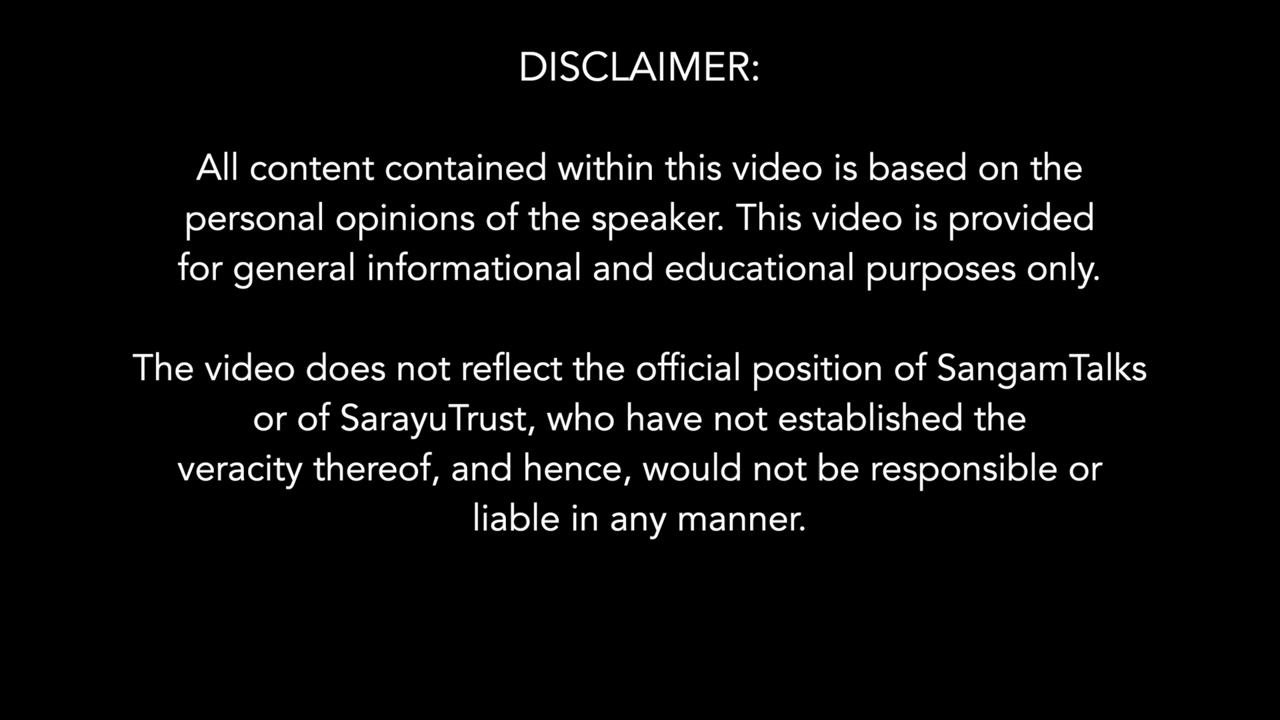 DISCLAIMER:
All content contained within this video is based on the
personal opinions of the speaker. This video is provided
for general informational and educational purposes only.
The video does not reflect the official position of SangamTalks
or of SarayuTrust, who have not established the
veracity thereof, and hence, would not be responsible or
liable in any manner.